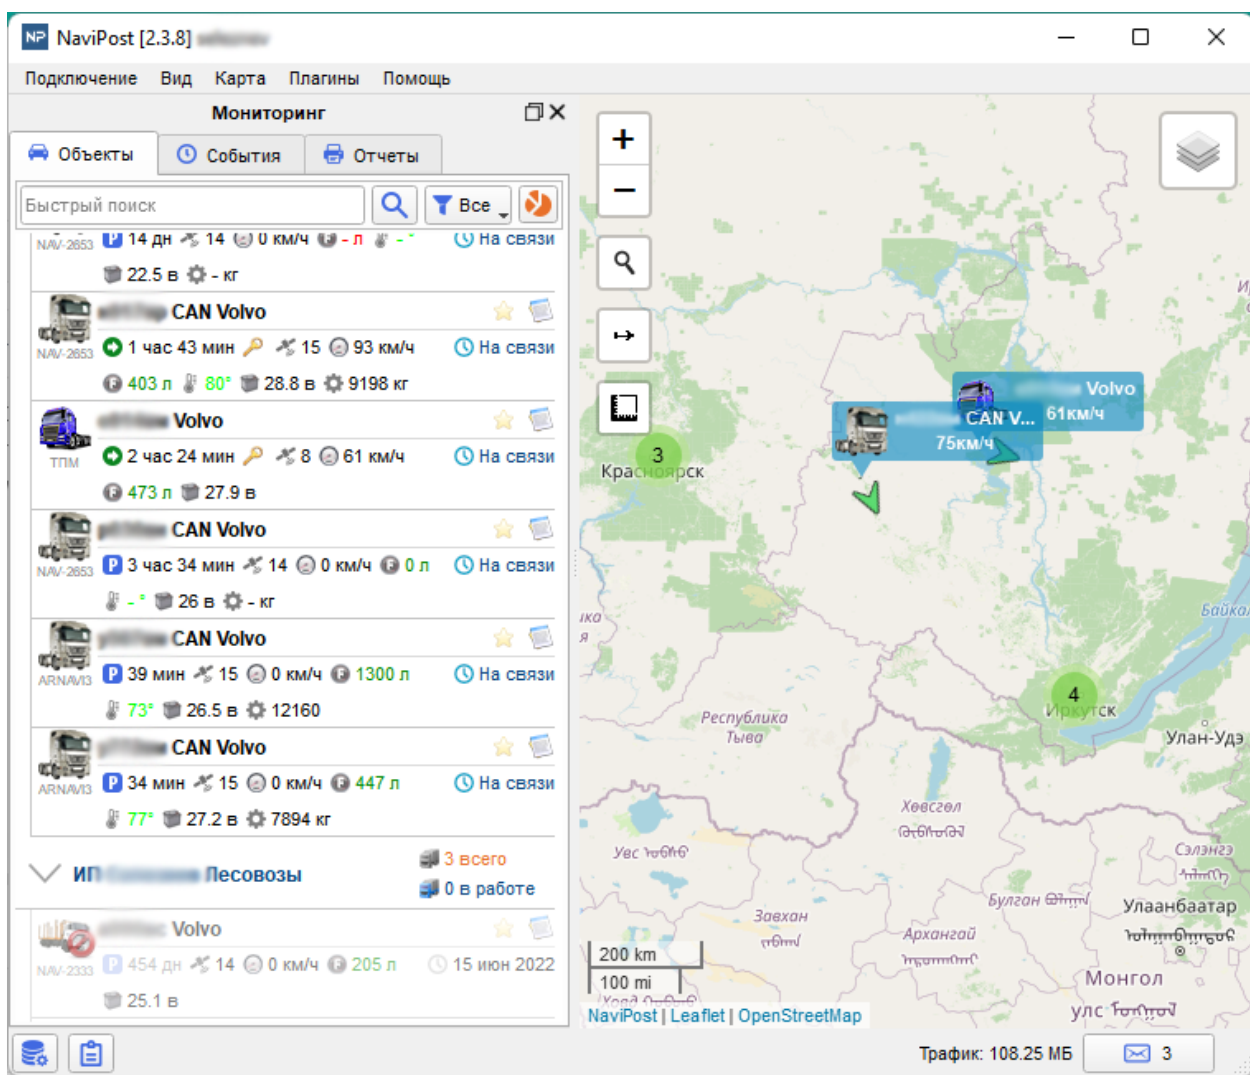 NP NaviPost [2.3.8]
Подключение Вид Карта Плагины Помощь
Мониторинг
Объекты События Отчеты
Быстрый поиск Все
NAV-2653 P 14 дн 14 0 км/ч - л - ° На связи
22.5 в - кг
CAN Volvo
NAV-2653 1 час 43 мин 15 93 км/ч На связи
403 л 80° 28.8 в 9198 кг
Volvo
ТПМ 2 час 24 мин 8 61 км/ч На связи
473 л 27.9 в
CAN Volvo
NAV-2653 P 3 час 34 мин 14 0 км/ч 0 л На связи
- ° 26 в - кг
CAN Volvo
ARNAVI3 P 39 мин 15 0 км/ч 1300 л На связи
73° 26.5 в 12160
CAN Volvo
ARNAVI3 P 34 мин 15 0 км/ч 447 л На связи
77° 27.2 в 7894 кг
ИП Лесовозы
3 всего
0 в работе
Volvo
NAV-2333 P 454 дн 14 0 км/ч 205 л 15 июн 2022
25.1 в
+
−
Volvo
61км/ч
CAN V...
75км/ч
3
Красноярск
Байкал
4
Иркутск
Улан-Удэ
Республика
Тыва
Хөвсгөл
Увс
Сэлэнгэ
Булган
Улаанбаатар
Завхан
Архангай
Монгол
улс
200 km
100 mi
NaviPost | Leaflet | OpenStreetMap
Трафик: 108.25 МБ 3